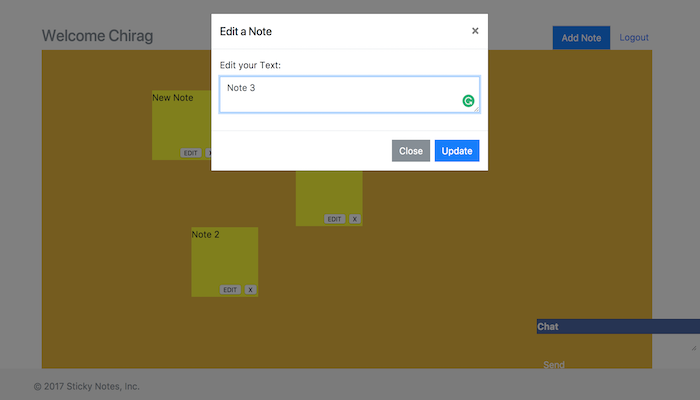 Edit a Note
×
Welcome Chirag
Add Note
Logout
Edit your Text:
Note 3
New Note
Close
Update
EDIT
EDIT X
Note 2
EDIT X
Chat
Send
© 2017 Sticky Notes, Inc.